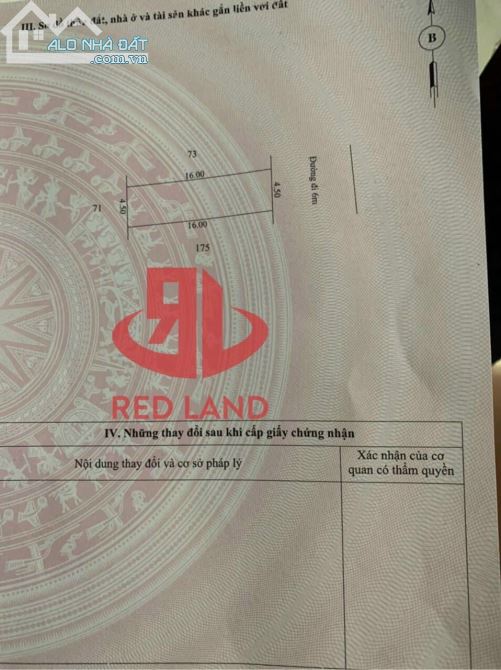 III. Sơ đồ thửa đất, nhà ở và tài sản khác gắn liền với đất
ALO NHÀ ĐẤT
B
73
16.00
Đường đi 6m
4.50
4.50
71
16.00
175
RED LAND
IV. Những thay đổi sau khi cấp giấy chứng nhận
Nội dung thay đổi và cơ sở pháp lý
Xác nhận của cơ
quan có thẩm quyền